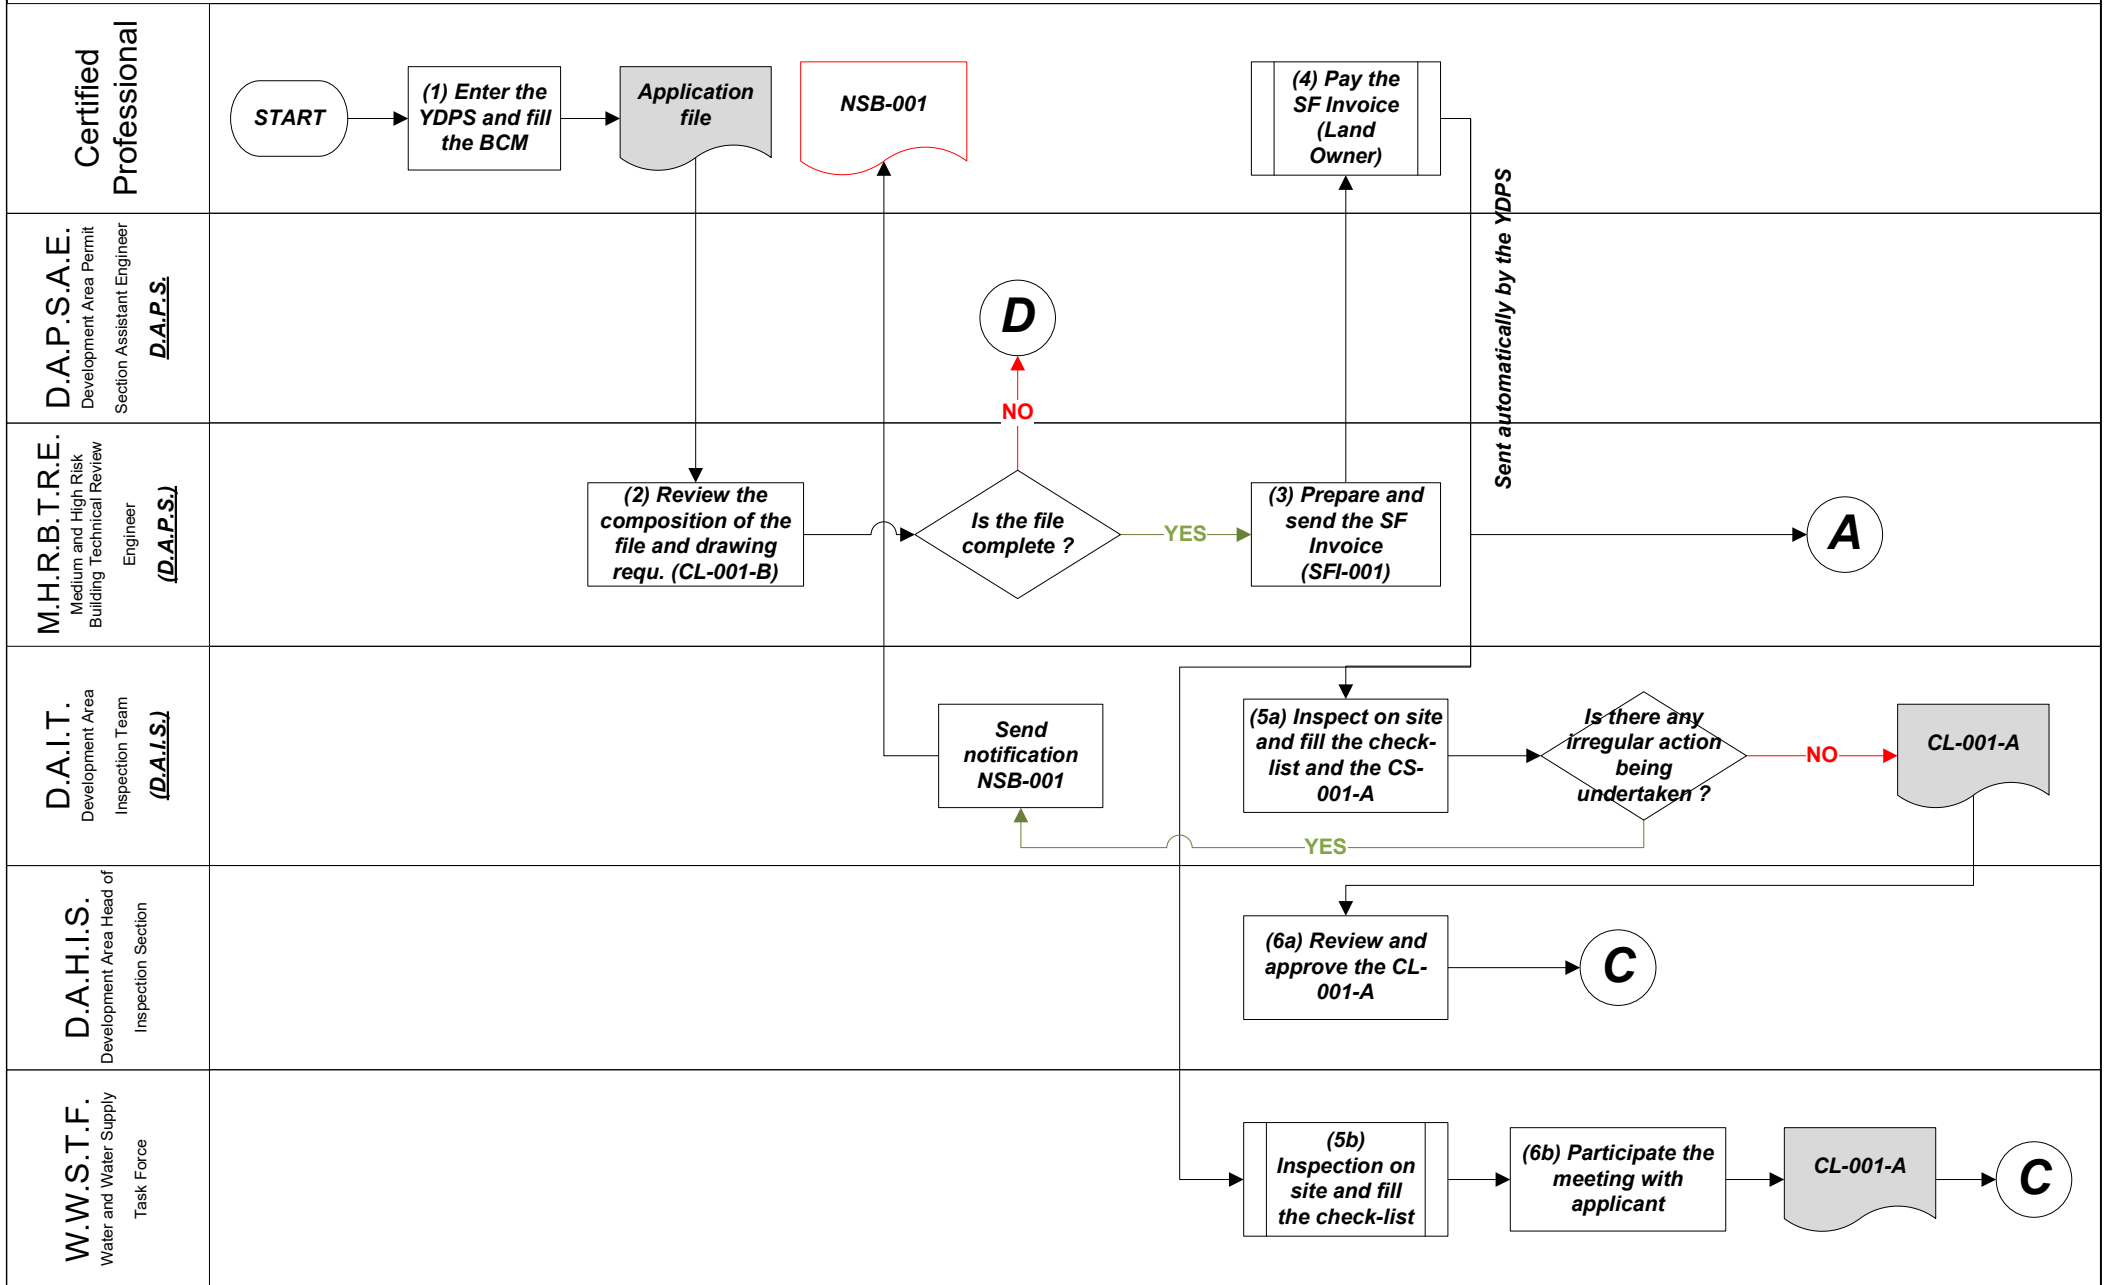 Certified
Professional
START
(1) Enter the
YDPS and fill
the BCM
Application
file
NSB-001
(4) Pay the
SF Invoice
(Land
Owner)
Sent automatically by the YDPS
D.A.P.S.A.E.
Development Area Permit
Section Assistant Engineer
D.A.P.S.
D
NO
M.H.R.B.T.R.E.
Medium and High Risk
Building Technical Review
Engineer
(D.A.P.S.)
(2) Review the
composition of the
file and drawing
requ. (CL-001-B)
Is the file
complete ?
YES
(3) Prepare and
send the SF
Invoice
(SFI-001)
A
D.A.I.T.
Development Area
Inspection Team
(D.A.I.S.)
Send
notification
NSB-001
(5a) Inspect on site
and fill the check-
list and the CS-
001-A
Is there any
irregular action
being
undertaken ?
NO
CL-001-A
YES
D.A.H.I.S.
Development Area Head of
Inspection Section
(6a) Review and
approve the CL-
001-A
C
W.W.S.T.F.
Water and Water Supply
Task Force
(5b)
Inspection on
site and fill
the check-list
(6b) Participate the
meeting with
applicant
CL-001-A
C